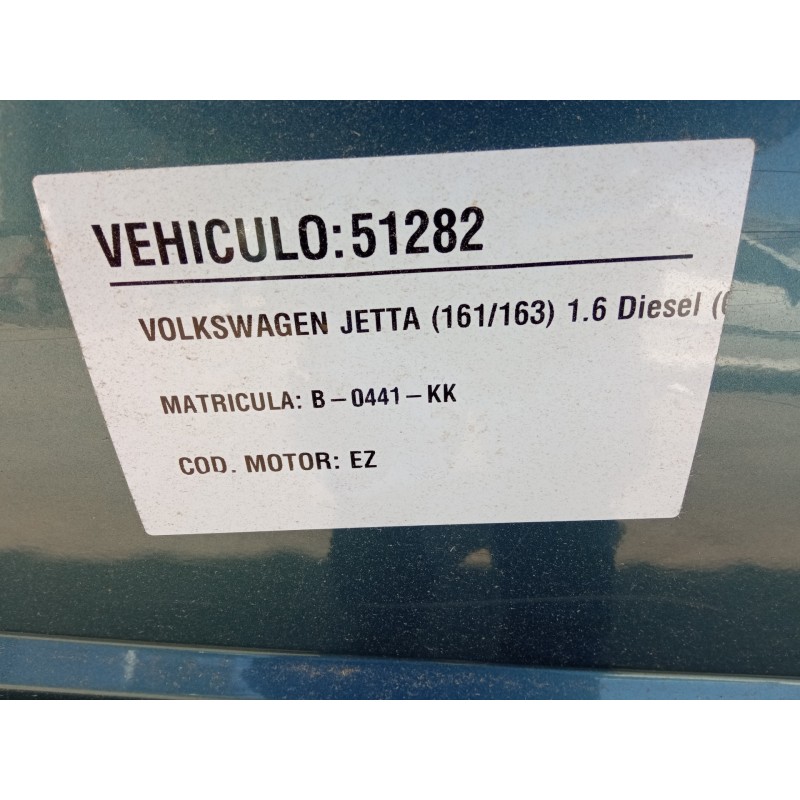 VEHICULO:51282
VOLKSWAGEN JETTA (161/163) 1.6 Diesel (
MATRICULA: B-0441-KK
COD. MOTOR: EZ